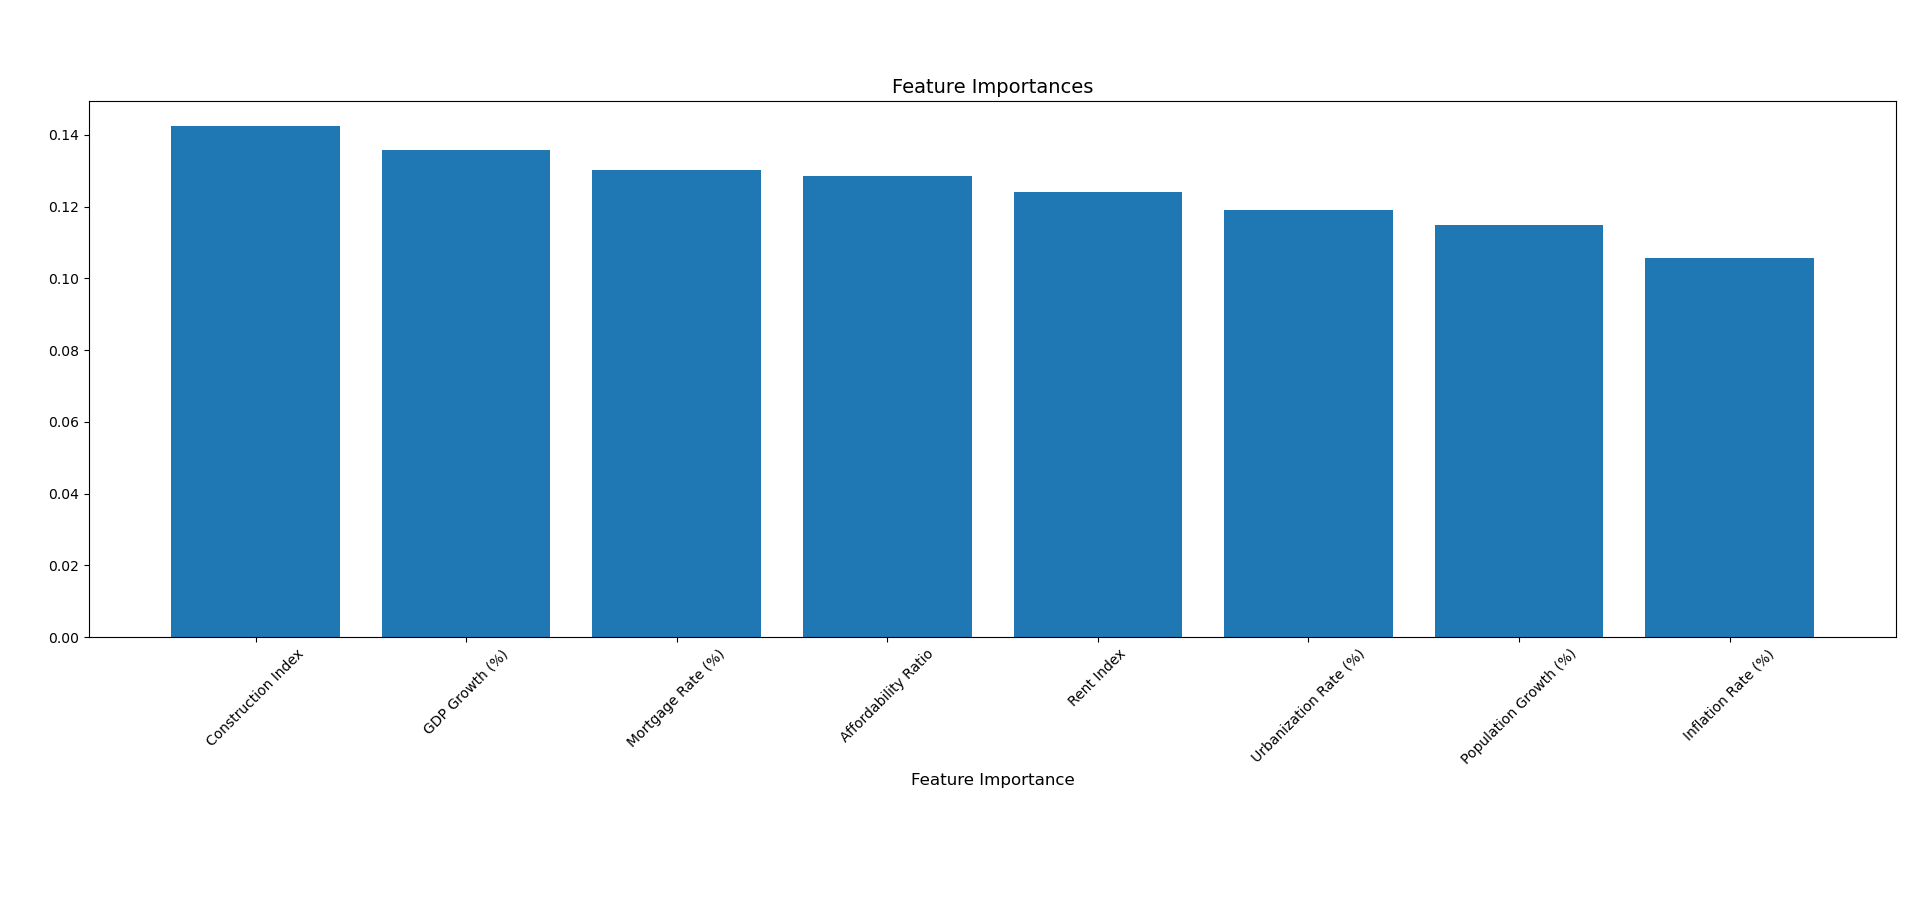 Feature Importances
0.14
0.12
0.10
0.08
0.06
0.04
0.02
0.00
Construction Index
GDP Growth (%)
Mortgage Rate (%)
Affordability Ratio
Rent Index
Urbanization Rate (%)
Population Growth (%)
Inflation Rate (%)
Feature Importance